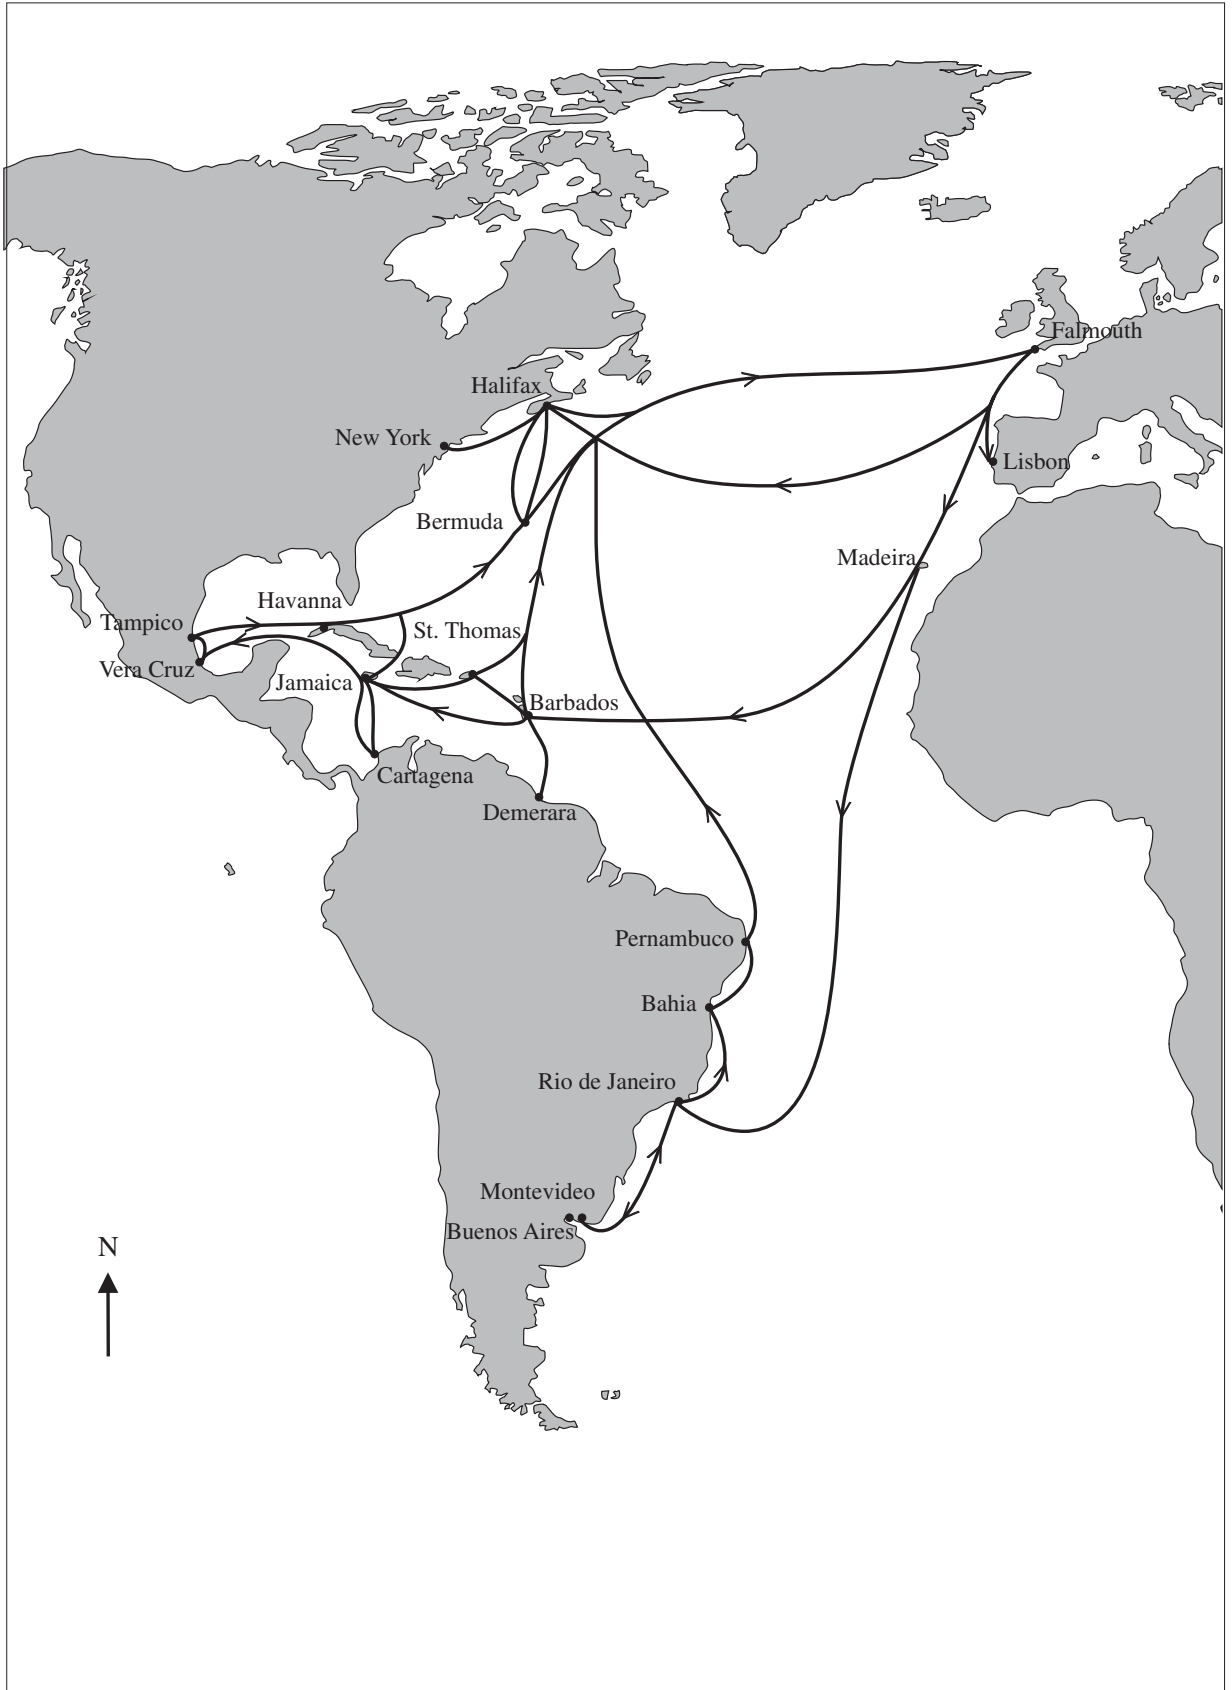 Falmouth
Halifax
New York
Lisbon
Bermuda
Madeira
Havanna
Tampico
St. Thomas
Vera Cruz
Jamaica
Barbados
Cartagena
Demerara
Pernambuco
Bahia
Rio de Janeiro
Montevideo
Buenos Aires
N